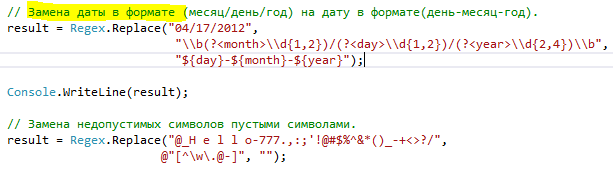 // Замена даты в формате (месяц/день/год) на дату в формате(день-месяц-год).
result = Regex.Replace("04/17/2012",
"\\b(?<month>\\d{1,2})/(?<day>\\d{1,2})/(?<year>\\d{2,4})\\b",
"${day}-${month}-${year}");
Console.WriteLine(result);
// Замена недопустимых символов пустыми символами.
result = Regex.Replace("@_H e l l o-777.,:;'!@#$%^&*()_-+<>?/",
@"[^\w\.@-]", "");